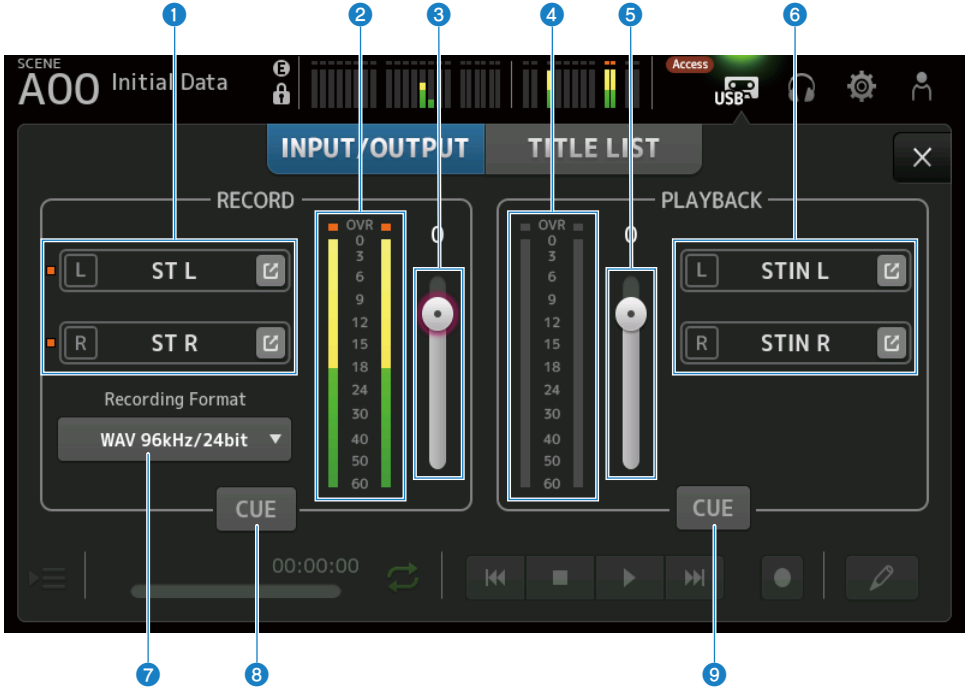 1 2 3 4 5 6
SCENE
A00 Initial Data
E
Access
USB
INPUT/OUTPUT TITLE LIST
RECORD
PLAYBACK
L ST L
R ST R
Recording Format
WAV 96kHz/24bit
CUE
OVR
0
3
6
9
12
15
18
24
30
40
50
60
0
OVR
0
3
6
9
12
15
18
24
30
40
50
60
0
L STIN L
R STIN R
CUE
00:00:00
7 8 9